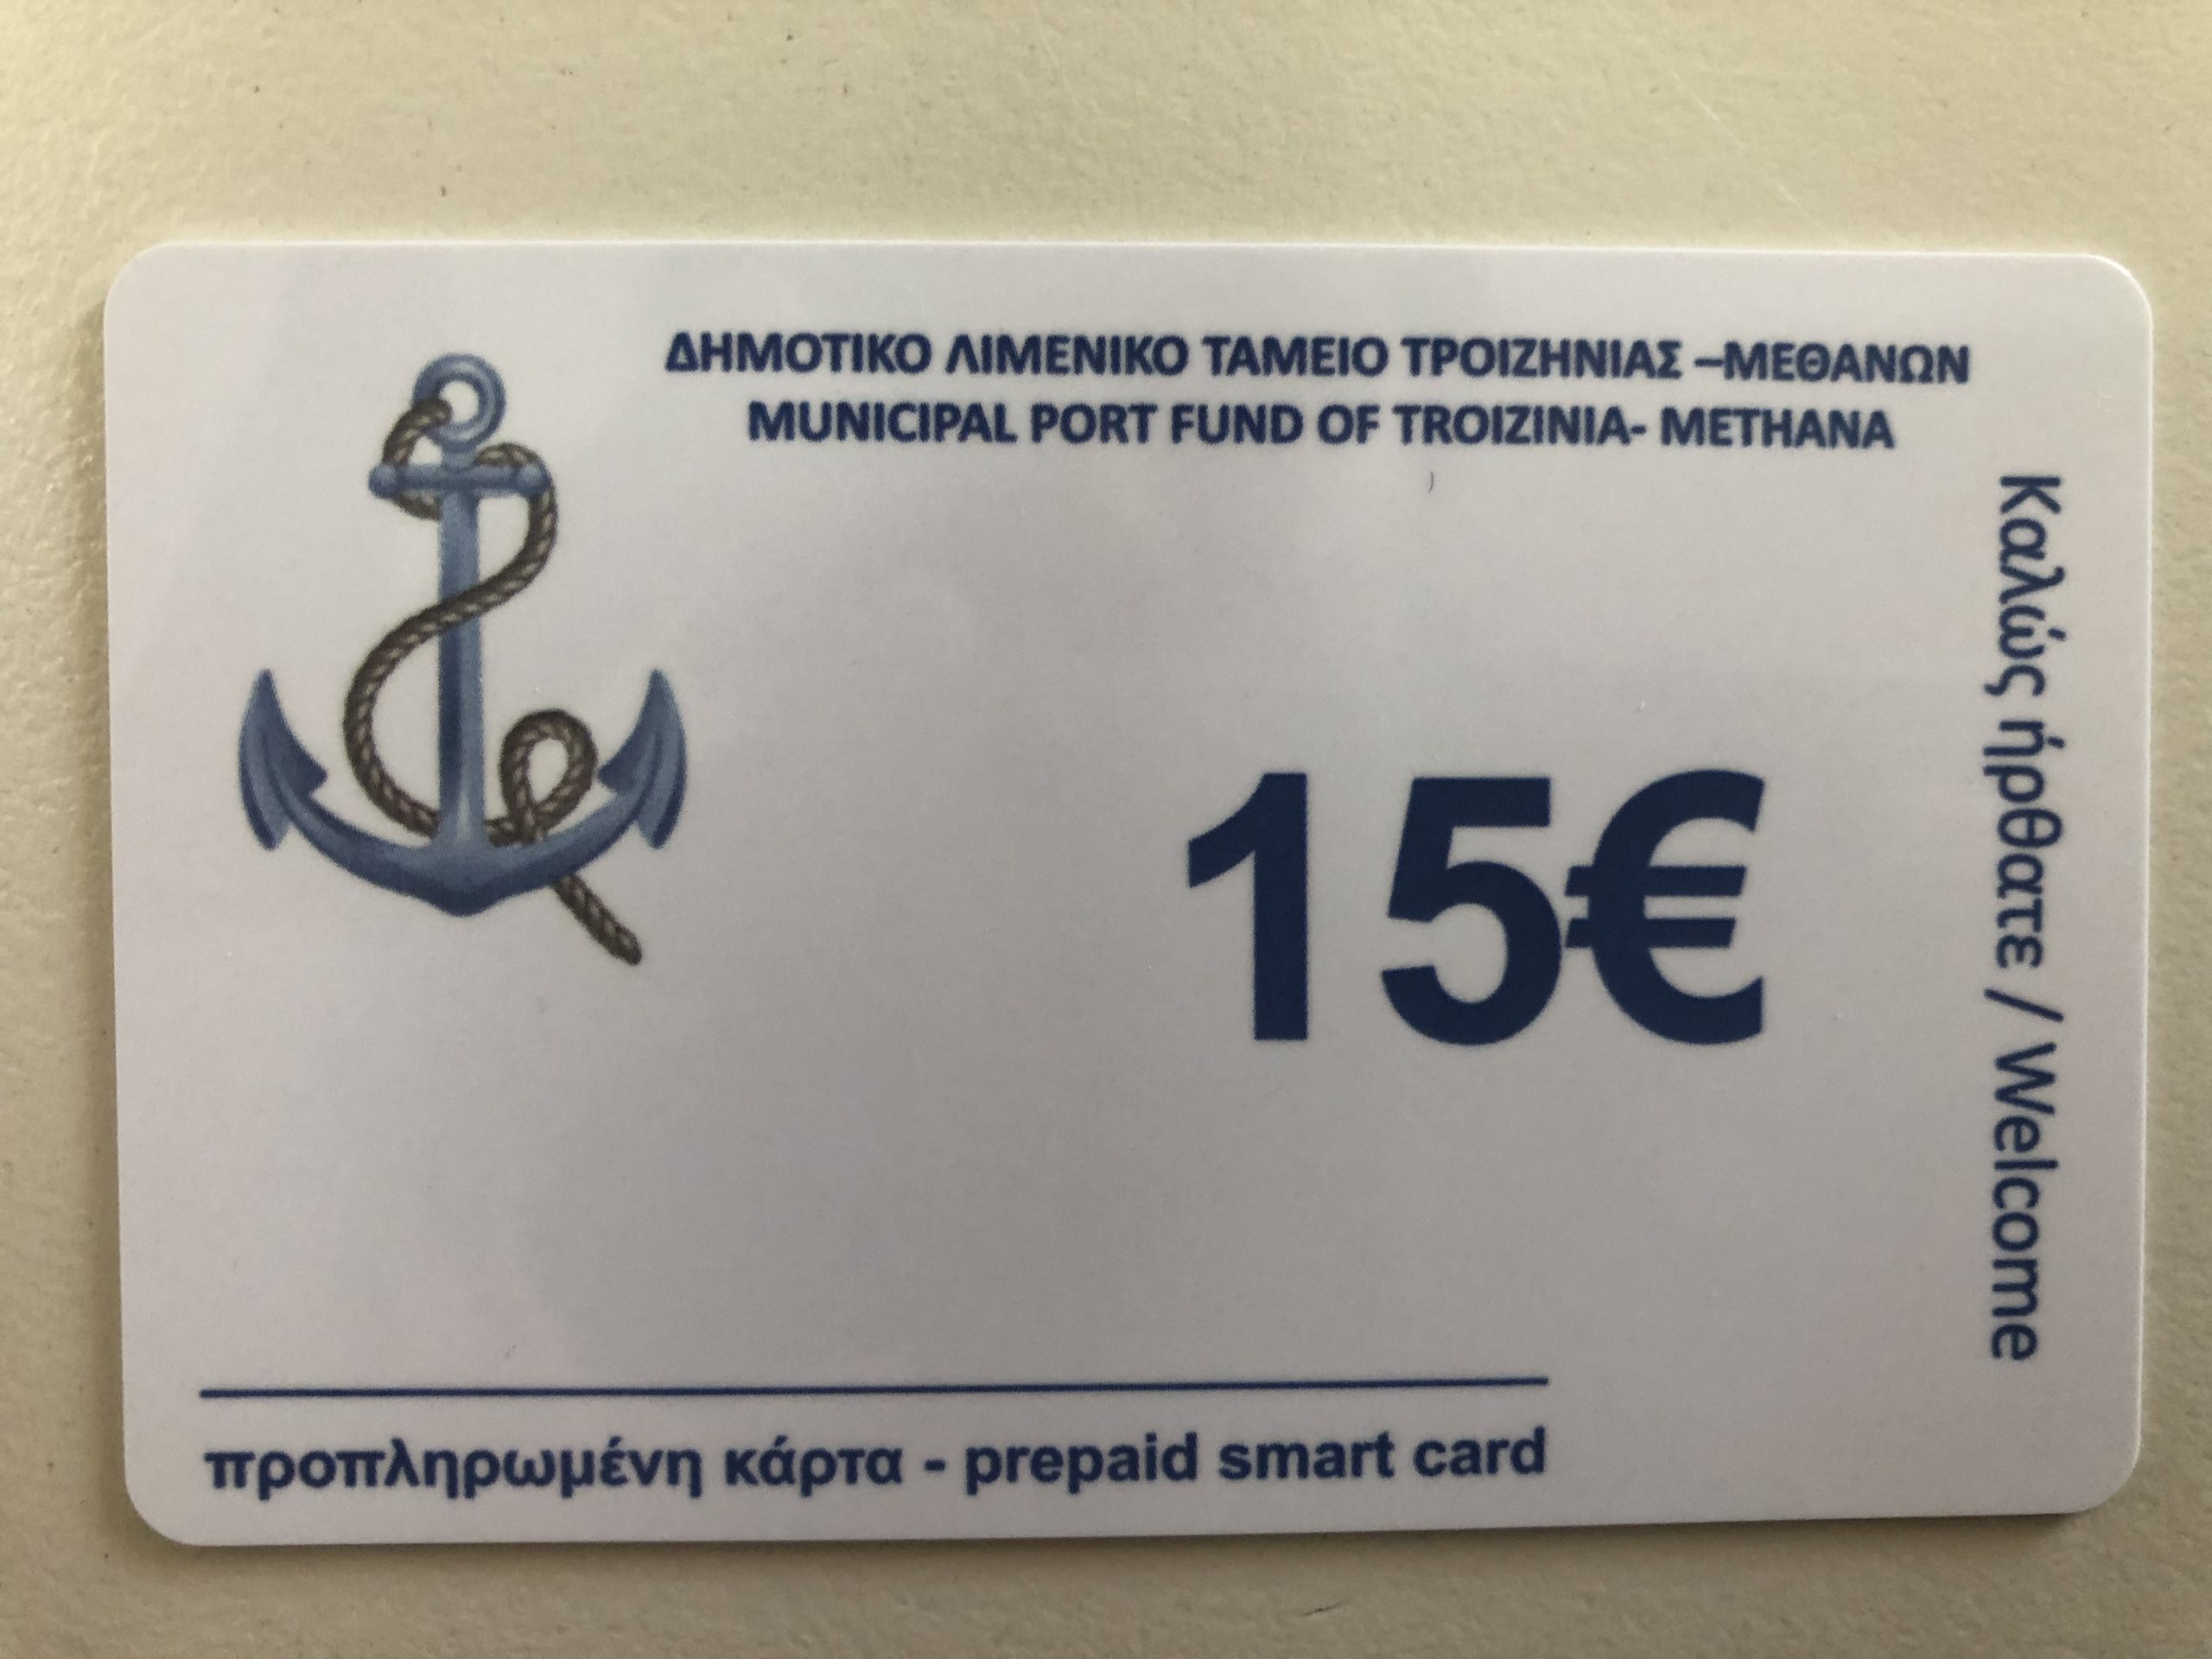 ΔΗΜΟΤΙΚΟ ΛΙΜΕΝΙΚΟ ΤΑΜΕΙΟ ΤΡΟΙΖΗΝΙΑΣ –ΜΕΘΑΝΩΝ
MUNICIPAL PORT FUND OF TROIZINIA- METHANA
15€
Καλώς ήρθατε / Welcome
προπληρωμένη κάρτα - prepaid smart card